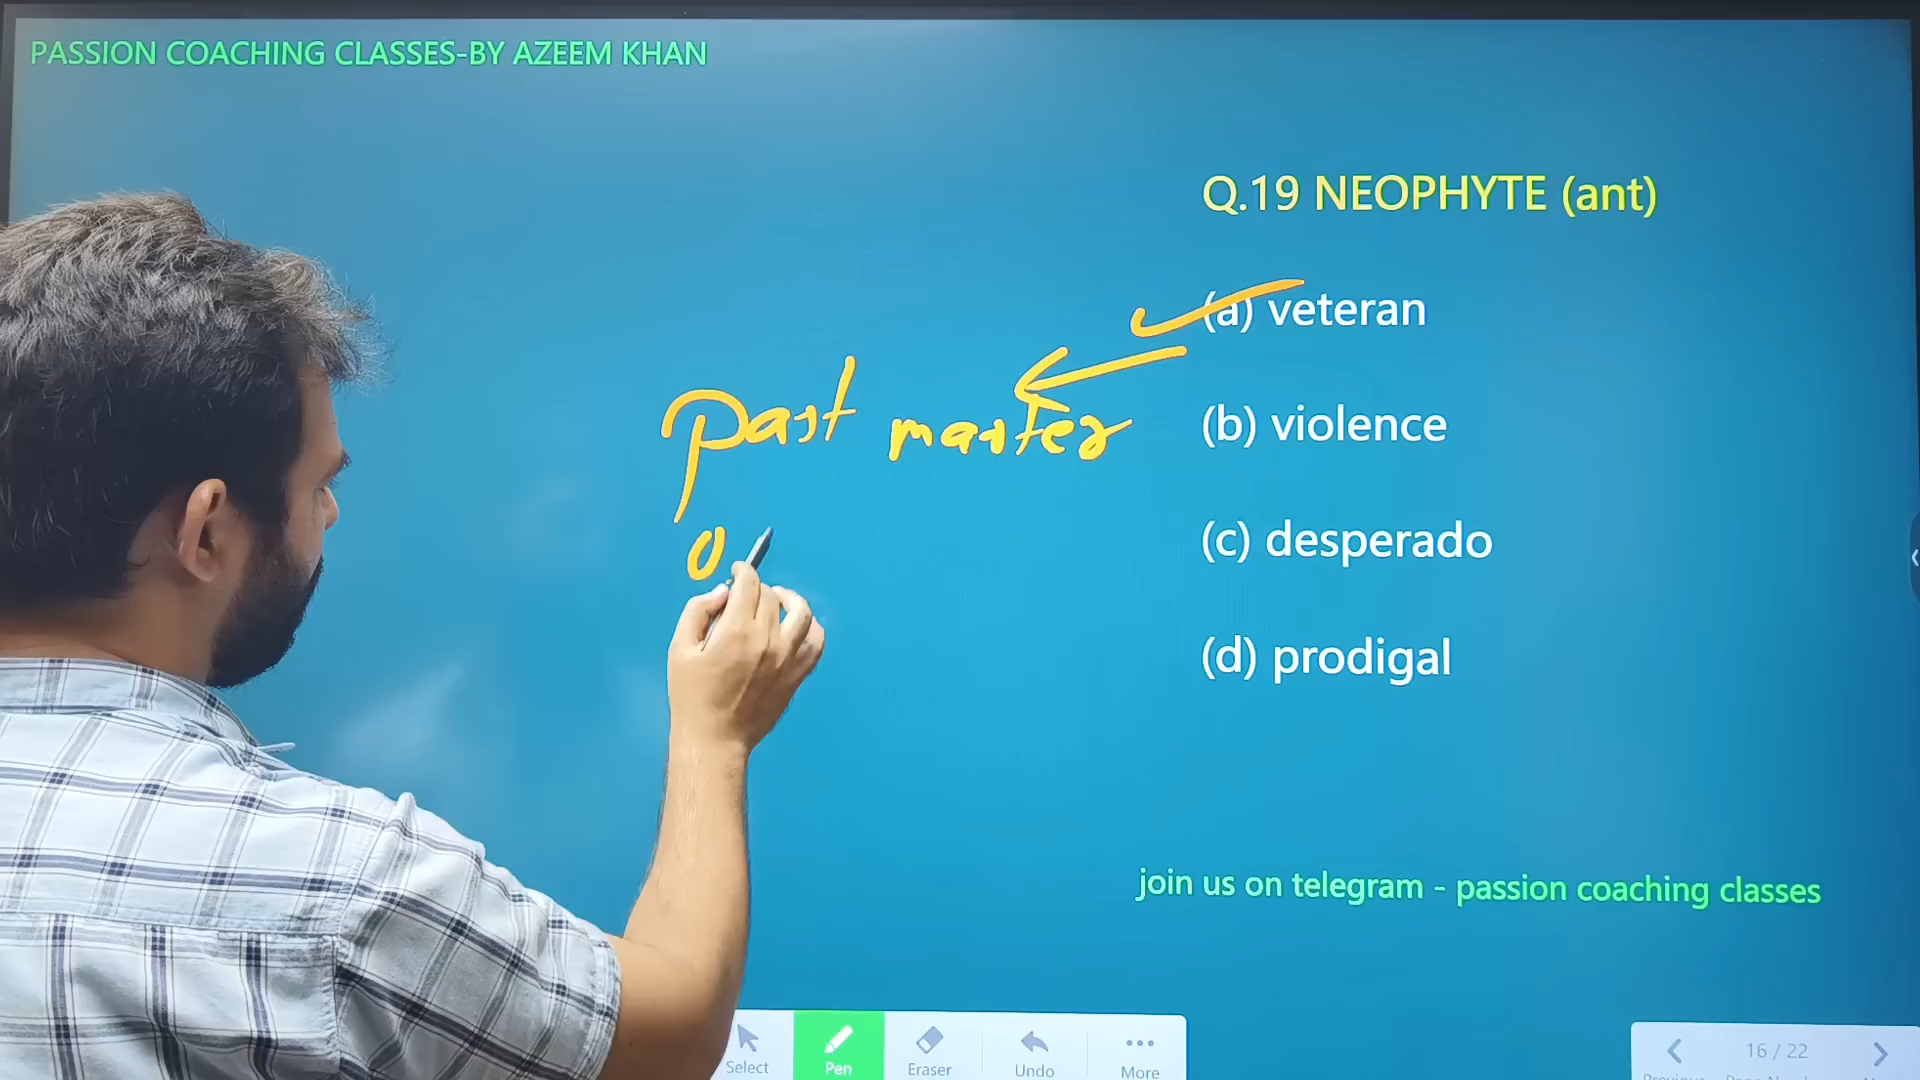 PASSION COACHING CLASSES-BY AZEEM KHAN
Q.19 NEOPHYTE (ant)
(a) veteran
past master
(b) violence
o
(c) desperado
(d) prodigal
join us on telegram - passion coaching classes
Select Pen Eraser Undo More
16 / 22